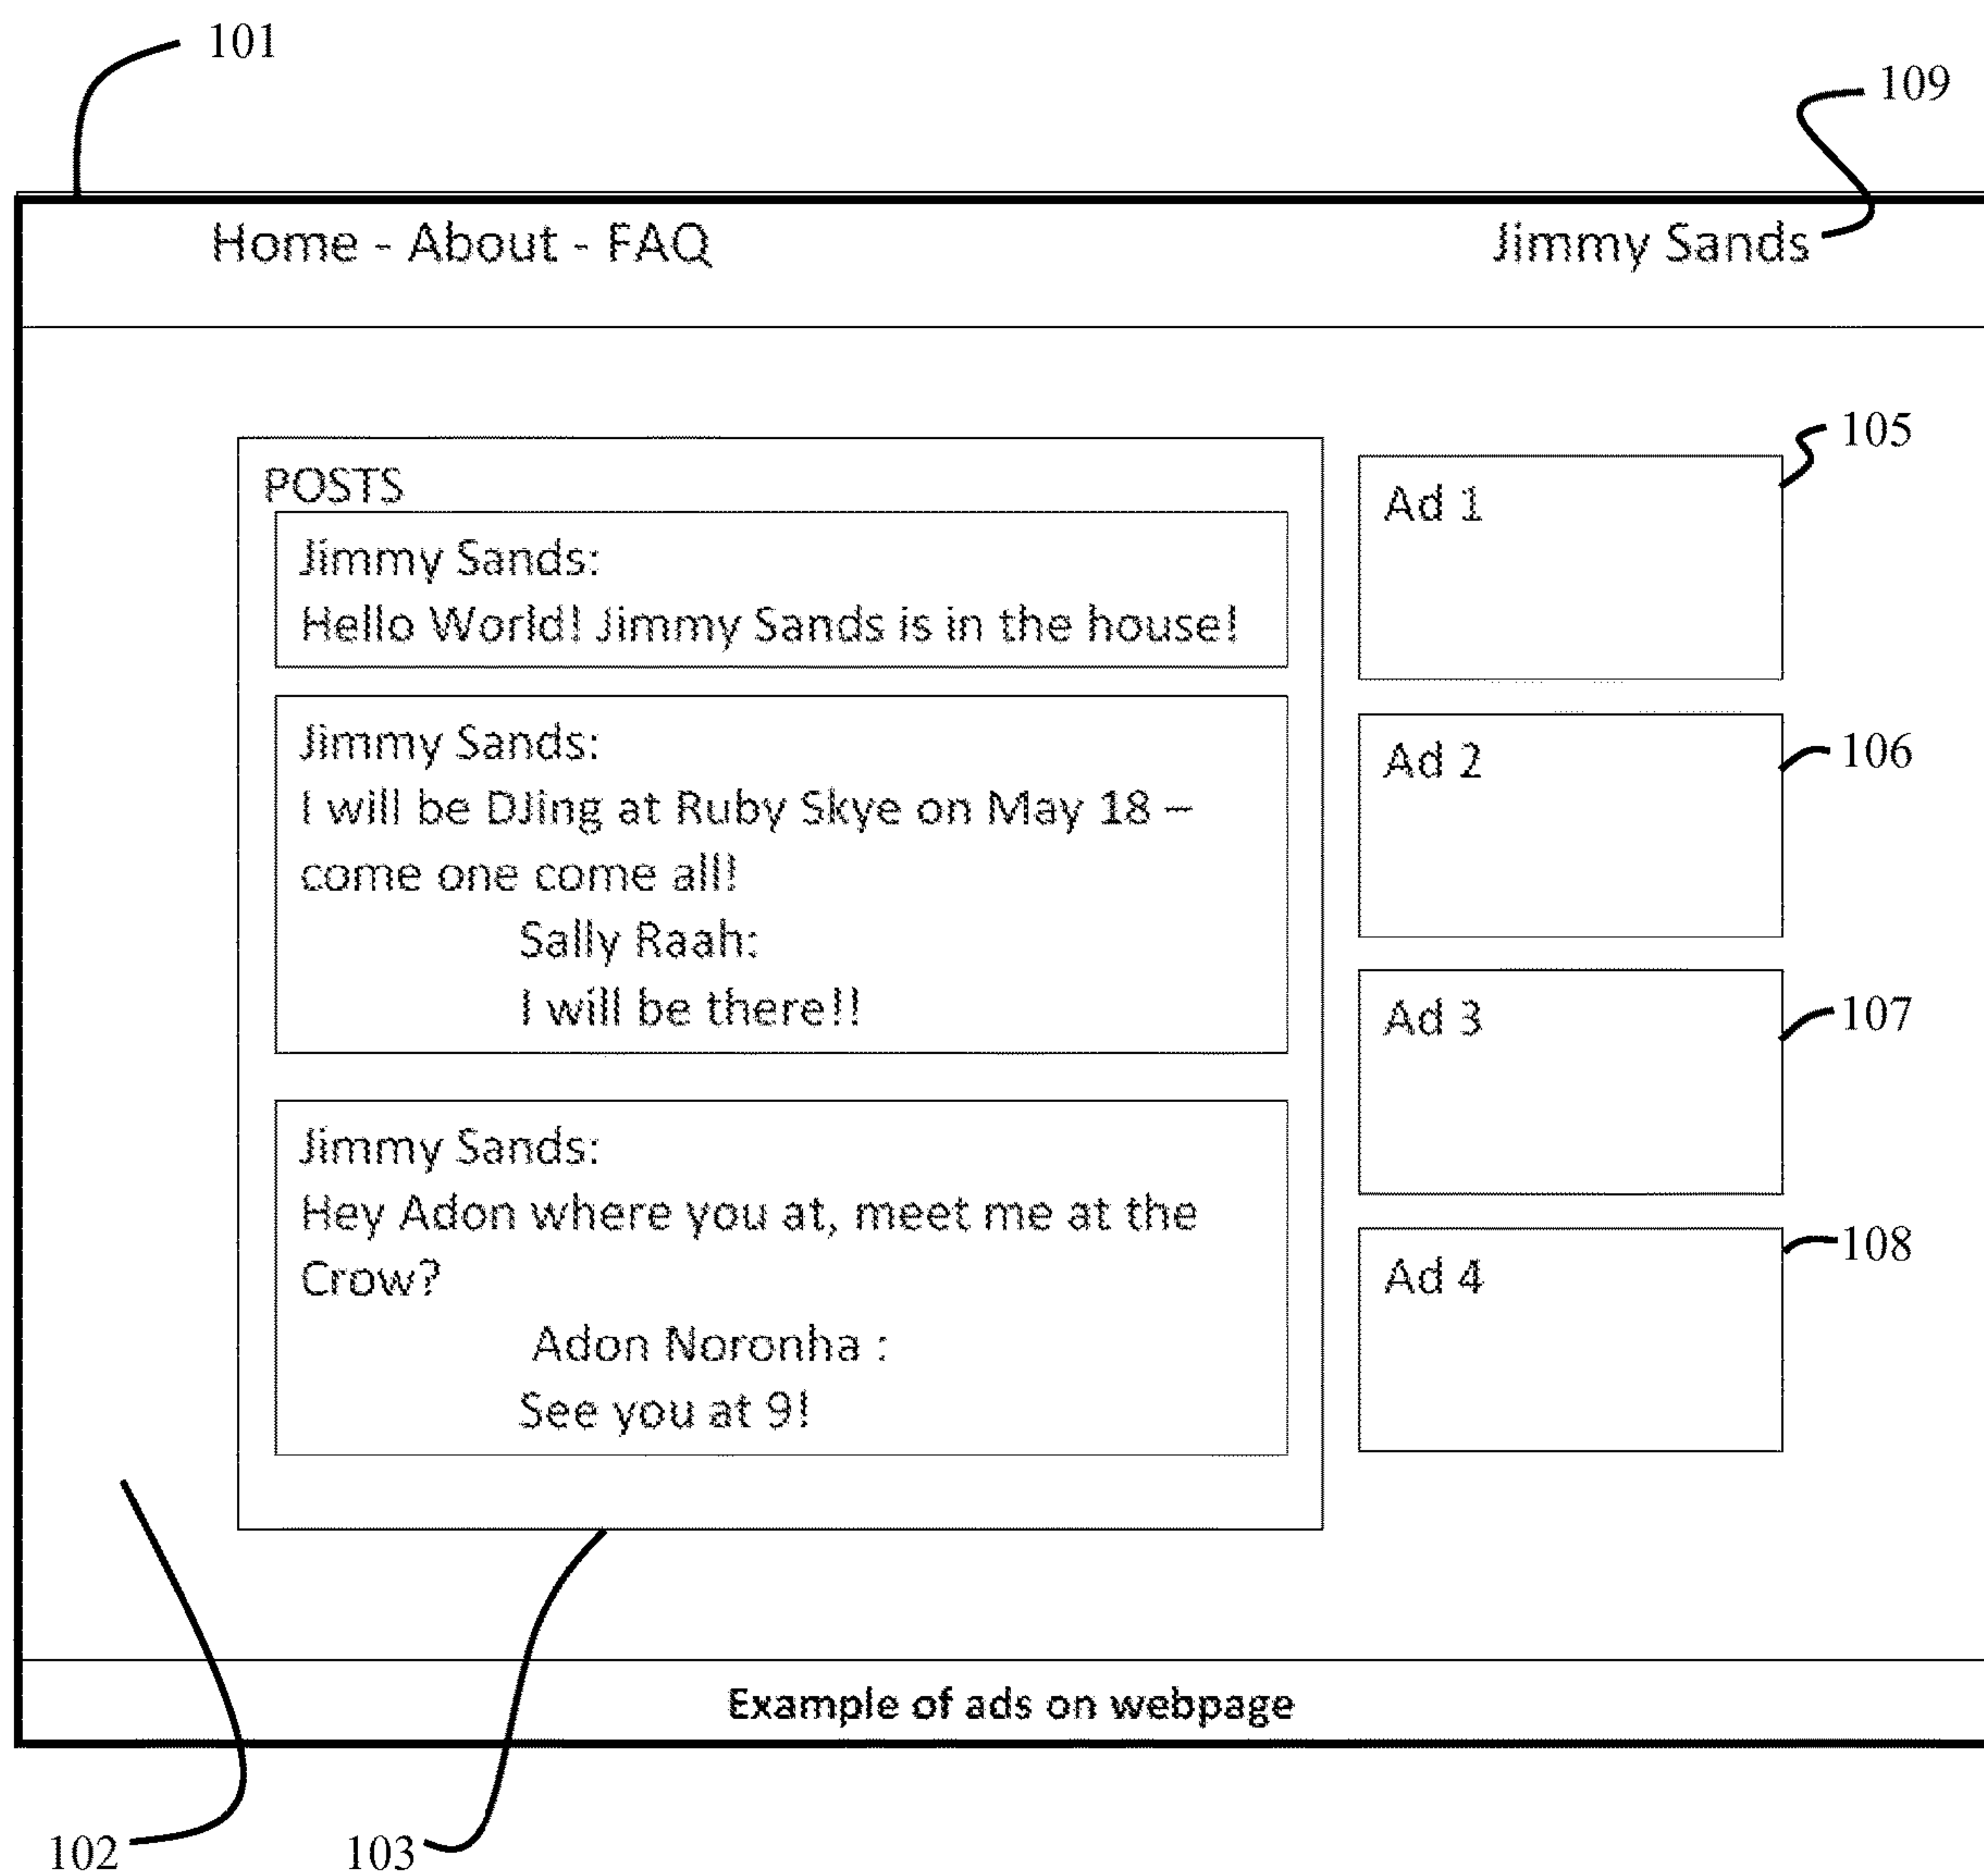 101
109
Home - About - FAQ
Jimmy Sands
POSTS
Jimmy Sands:
Hello World! Jimmy Sands is in the house!
Jimmy Sands:
I will be DJing at Ruby Skye on May 18 –
come one come all!
Sally Raah:
I will be there!!
Jimmy Sands:
Hey Adon where you at, meet me at the
Crow?
Adon Noronha :
See you at 9!
105
Ad 1
106
Ad 2
107
Ad 3
108
Ad 4
Example of ads on webpage
102
103